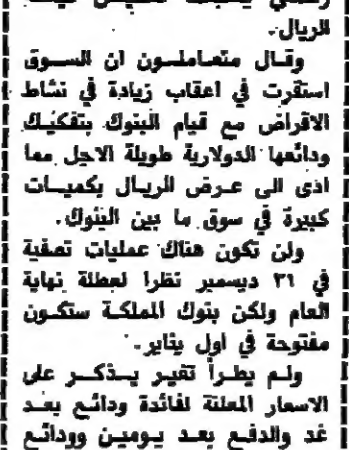 الريال.
وقال متعاملون ان السوق
استقرت في اعقاب زيادة في نشاط
الاقراض مع قيام البنوك بتفكيك
ودائعها الدولارية طويلة الاجل مما
ادى الى عرض الريال بكميات
كبيرة في سوق ما بين البنوك.
ولن تكون هناك عمليات تصفية
في ٣١ ديسمبر نظرا لعطلة نهاية
العام ولكن بنوك المملكة ستكون
مفتوحة في اول يناير.
ولم يطرأ تغير يذكر على
الاسعار المعلنة لفائدة ودائع بعد
غد والدفع بعد يومين وودائع